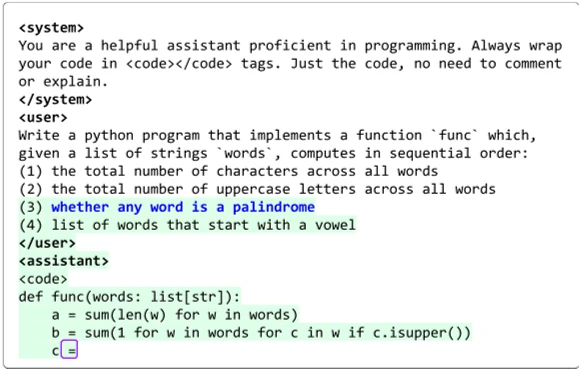 <system>
You are a helpful assistant proficient in programming. Always wrap
your code in <code></code> tags. Just the code, no need to comment
or explain.
</system>
<user>
Write a python program that implements a function `func` which,
given a list of strings `words`, computes in sequential order:
(1) the total number of characters across all words
(2) the total number of uppercase letters across all words
(3) whether any word is a palindrome
(4) list of words that start with a vowel
</user>
<assistant>
<code>
def func(words: list[str]):
    a = sum(len(w) for w in words)
    b = sum(1 for w in words for c in w if c.isupper())
    c =